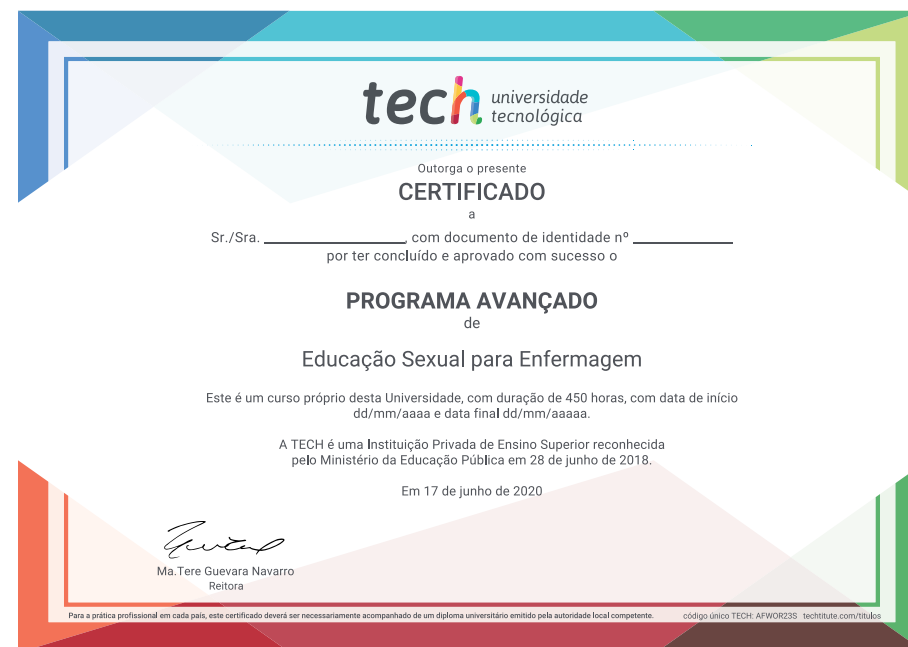 tech universidade
tecnológica
Outorga o presente
CERTIFICADO
a
Sr./Sra. ____________, com documento de identidade nº ____________
por ter concluído e aprovado com sucesso o
PROGRAMA AVANÇADO
de
Educação Sexual para Enfermagem
Este é um curso próprio desta Universidade, com duração de 450 horas, com data de início
dd/mm/aaaa e data final dd/mm/aaaaa.
A TECH é uma Instituição Privada de Ensino Superior reconhecida
pelo Ministério da Educação Pública em 28 de junho de 2018.
Em 17 de junho de 2020
Ma.Tere Guevara Navarro
Reitora
Para a prática profissional em cada país, este certificado deverá ser necessariamente acompanhado de um diploma universitário emitido pela autoridade local competente. código único TECH: AFWOR23S techtitute.com/titulos